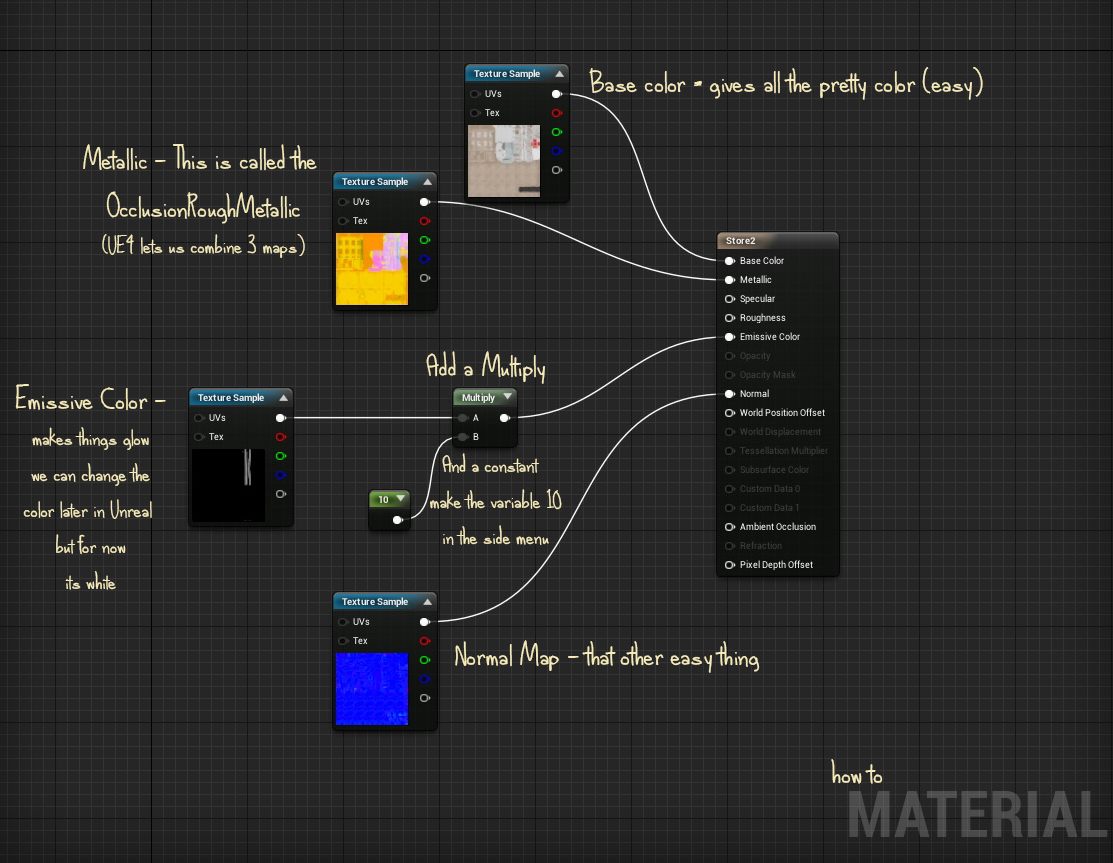 Texture Sample
UVs
Tex
Base color = gives all the pretty color (easy)
Metallic - This is called the
OcclusionRoughMetallic
(UE4 lets us combine 3 maps)
Texture Sample
UVs
Tex
Store2
Base Color
Metallic
Specular
Roughness
Emissive Color
Opacity
Opacity Mask
Normal
World Position Offset
World Displacement
Tessellation Multiplier
Subsurface Color
Custom Data 0
Custom Data 1
Ambient Occlusion
Refraction
Pixel Depth Offset
Emissive Color -
makes things glow
we can change the
color later in Unreal
but for now
its white
Texture Sample
UVs
Tex
Add a Multiply
Multiply
A
B
10
And a constant
make the variable 10
in the side menu
Texture Sample
UVs
Tex
Normal Map - that other easy thing
how to
MATERIAL